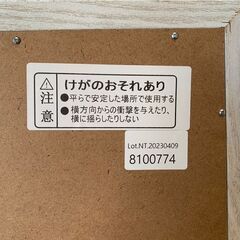 注意
けがのおそれあり
●平らで安定した場所で使用する
●横方向からの衝撃を与えたり、
横に揺らしたりしない
Lot.NT.20230409
8100774